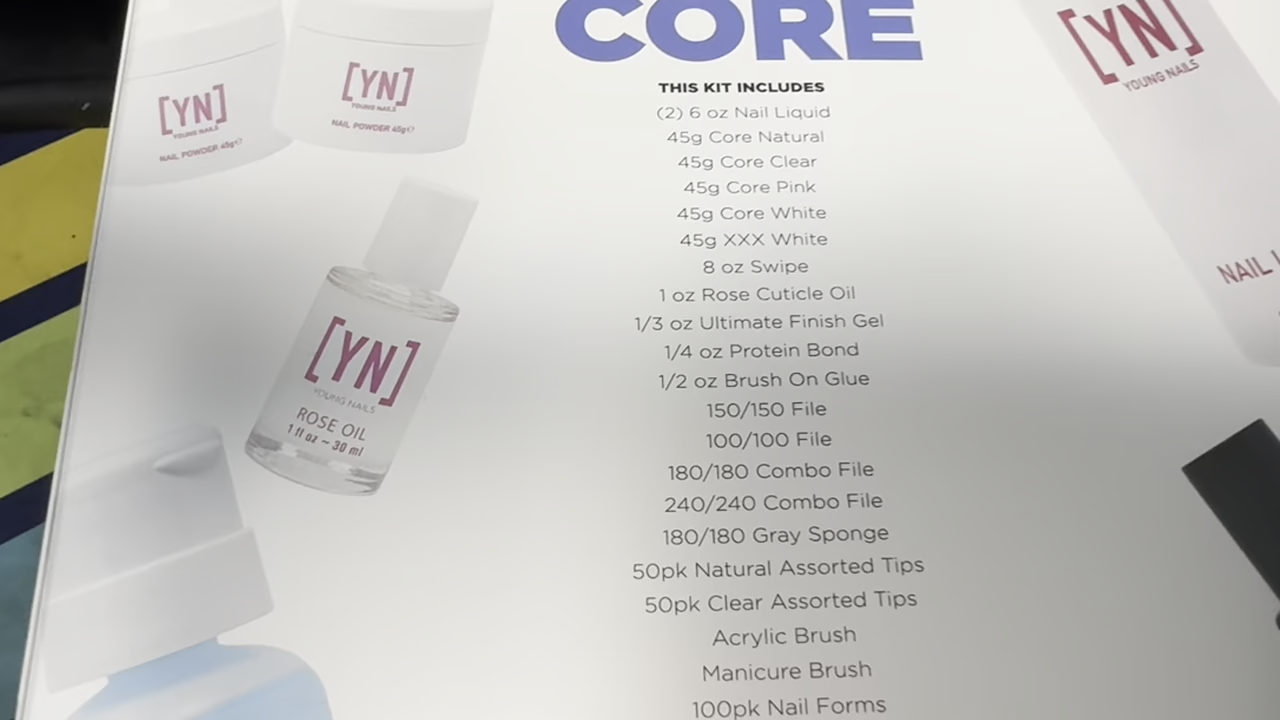 CORE
THIS KIT INCLUDES
(2) 6 oz Nail Liquid
45g Core Natural
45g Core Clear
45g Core Pink
45g Core White
45g XXX White
8 oz Swipe
1 oz Rose Cuticle Oil
1/3 oz Ultimate Finish Gel
1/4 oz Protein Bond
1/2 oz Brush On Glue
150/150 File
100/100 File
180/180 Combo File
240/240 Combo File
180/180 Gray Sponge
50pk Natural Assorted Tips
50pk Clear Assorted Tips
Acrylic Brush
Manicure Brush
100pk Nail Forms
[YN]
YOUNG NAILS
NAIL POWDER 45g℮
[YN]
YOUNG NAILS
NAIL POWDER 45g℮
[YN]
YOUNG NAILS
ROSE OIL
1 fl oz ~ 30 ml
[YN]
YOUNG NAILS
NAIL